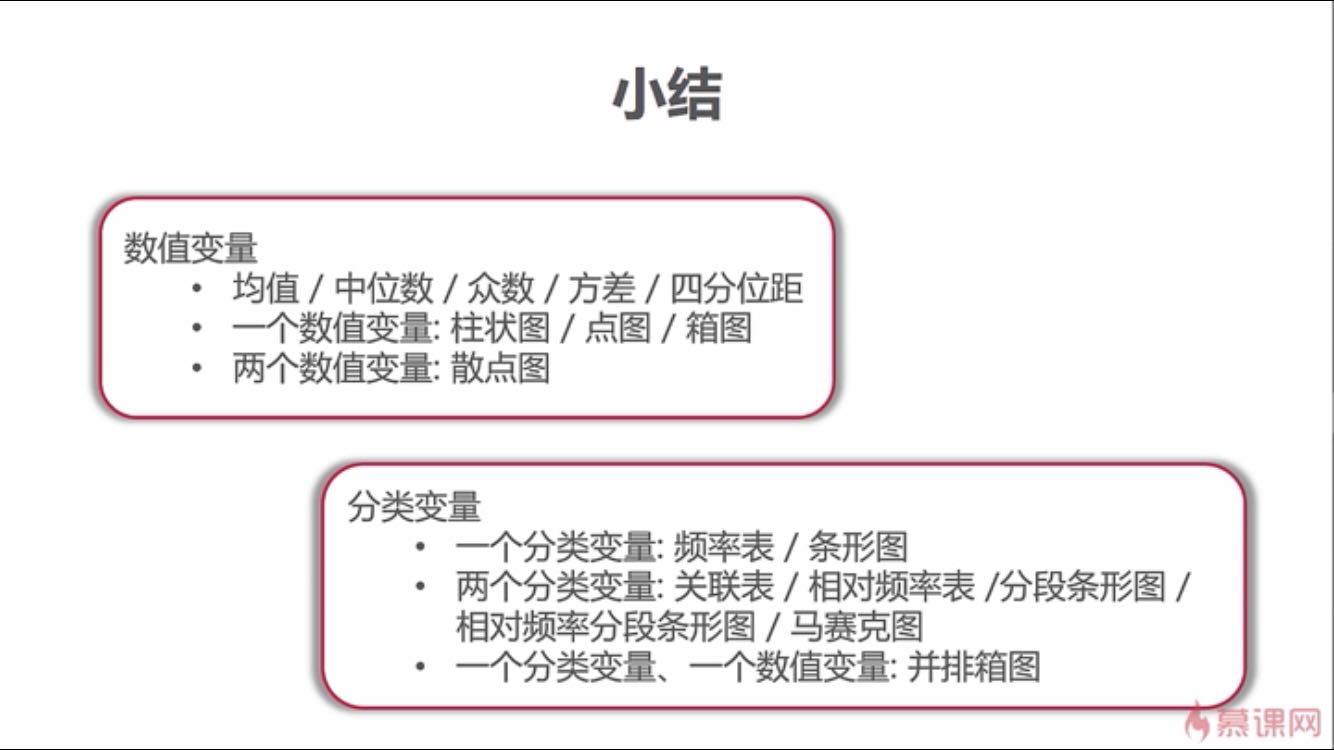 小结
数值变量
• 均值 / 中位数 / 众数 / 方差 / 四分位距
• 一个数值变量: 柱状图 / 点图 / 箱图
• 两个数值变量: 散点图
分类变量
• 一个分类变量: 频率表 / 条形图
• 两个分类变量: 关联表 / 相对频率表 /分段条形图 /
相对频率分段条形图 / 马赛克图
• 一个分类变量、一个数值变量: 并排箱图
慕课网